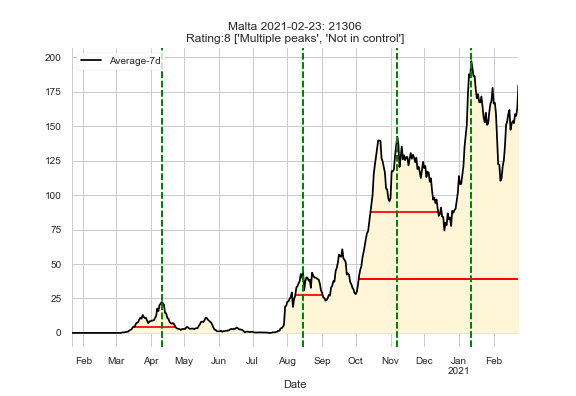 Malta 2021-02-23: 21306
Rating:8 ['Multiple peaks', 'Not in control']
Average-7d
200
175
150
125
100
75
50
25
0
Feb Mar Apr May Jun Jul Aug Sep Oct Nov Dec Jan Feb
2021
Date